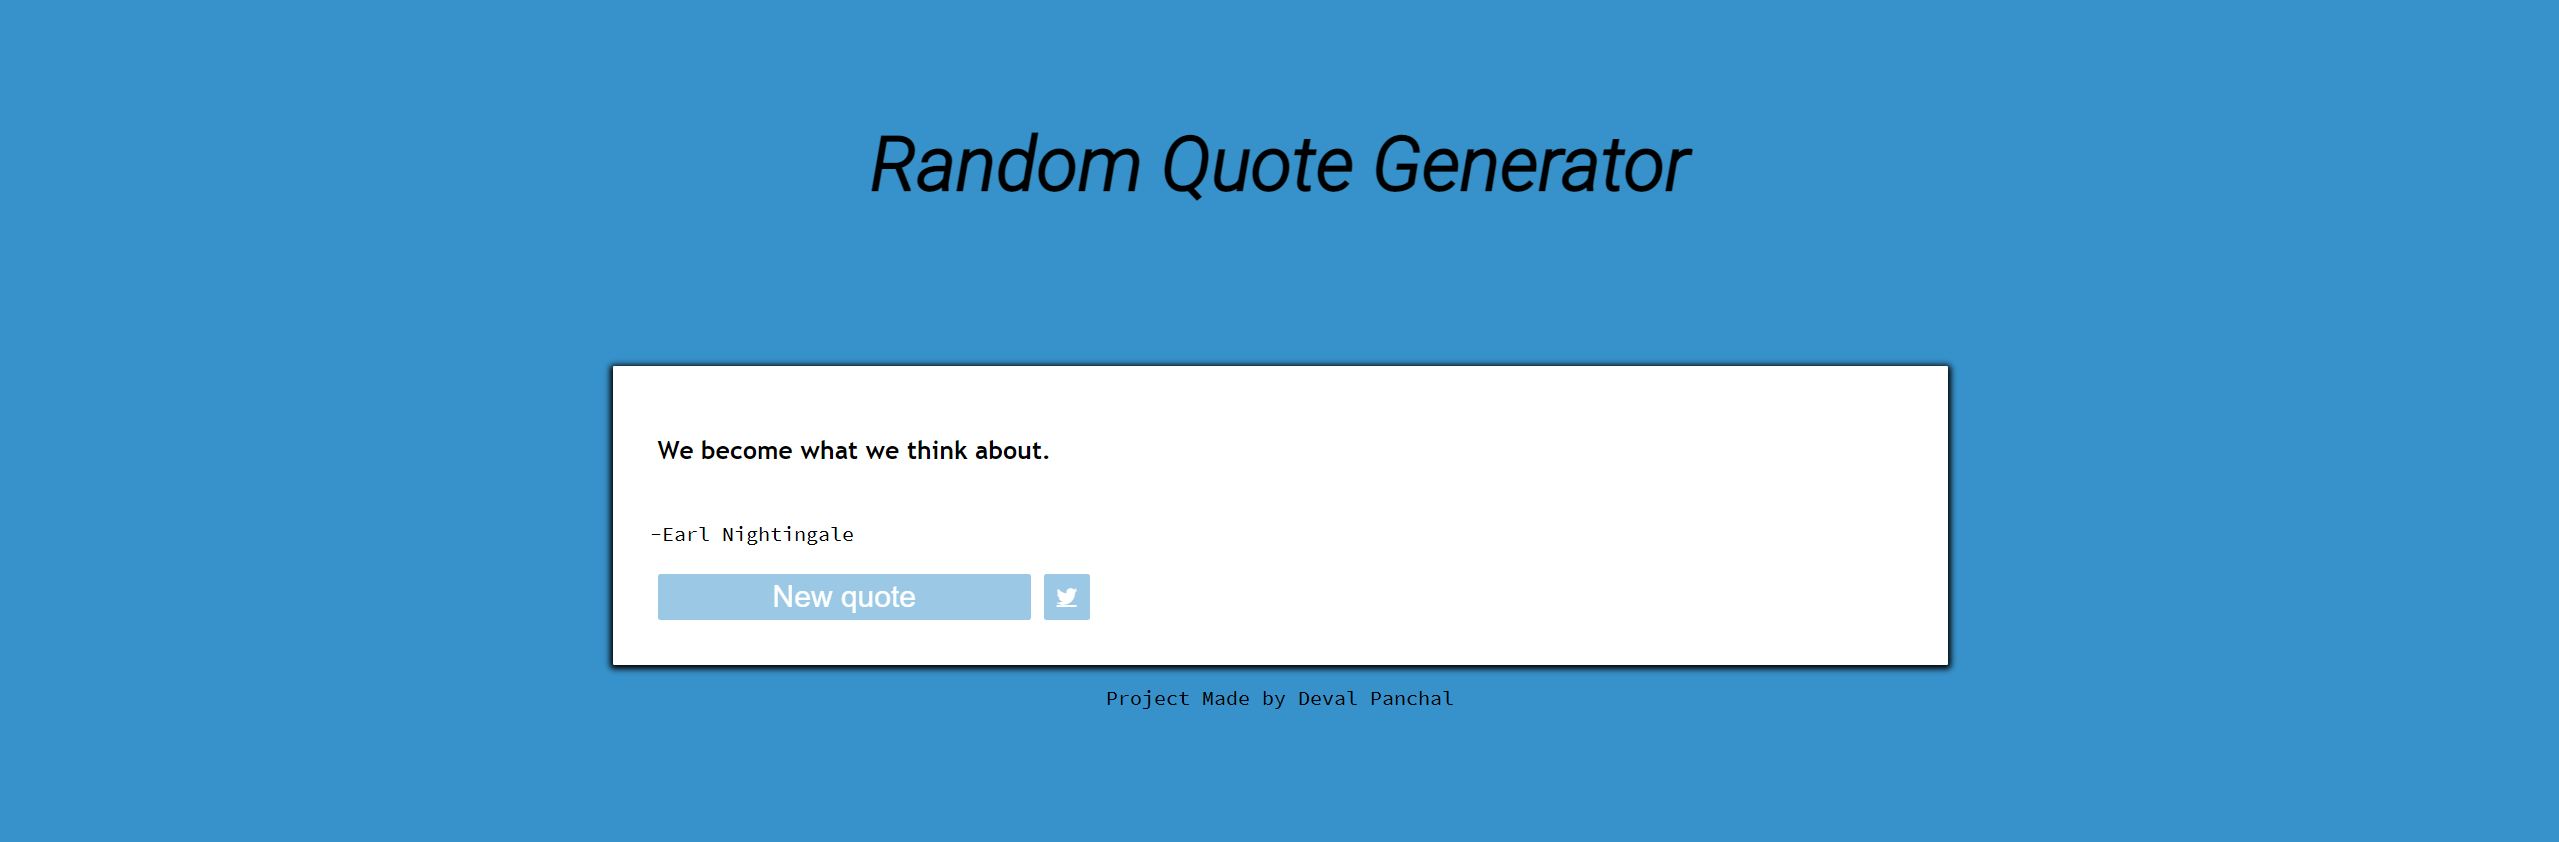 Random Quote Generator
We become what we think about.
-Earl Nightingale
New quote
Project Made by Deval Panchal